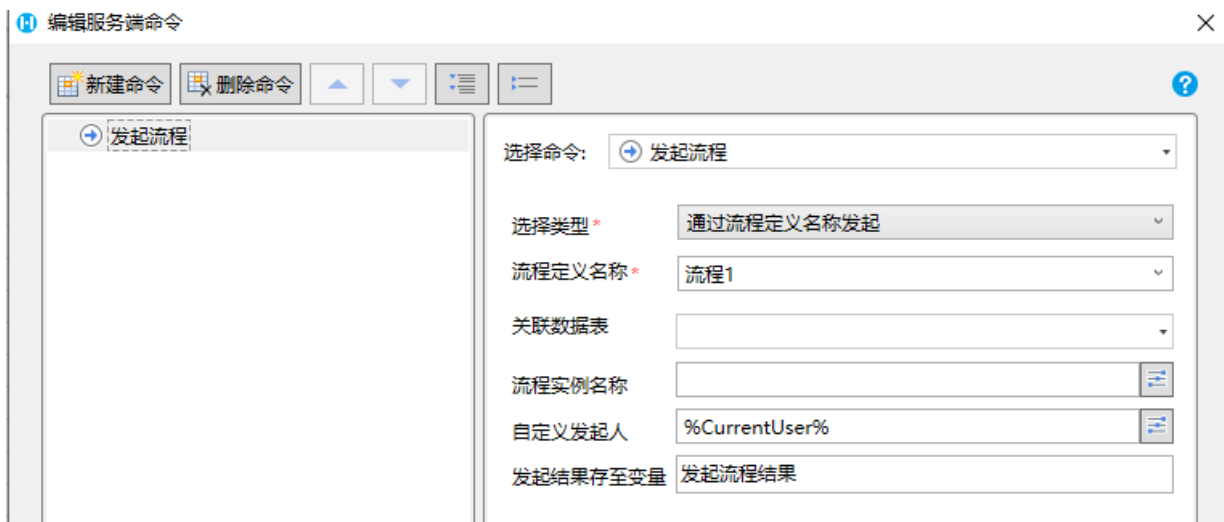 编辑服务端命令
新建命令 删除命令
发起流程
选择命令: 发起流程
选择类型* 通过流程定义名称发起
流程定义名称* 流程1
关联数据表
流程实例名称
自定义发起人 %CurrentUser%
发起结果存至变量 发起流程结果